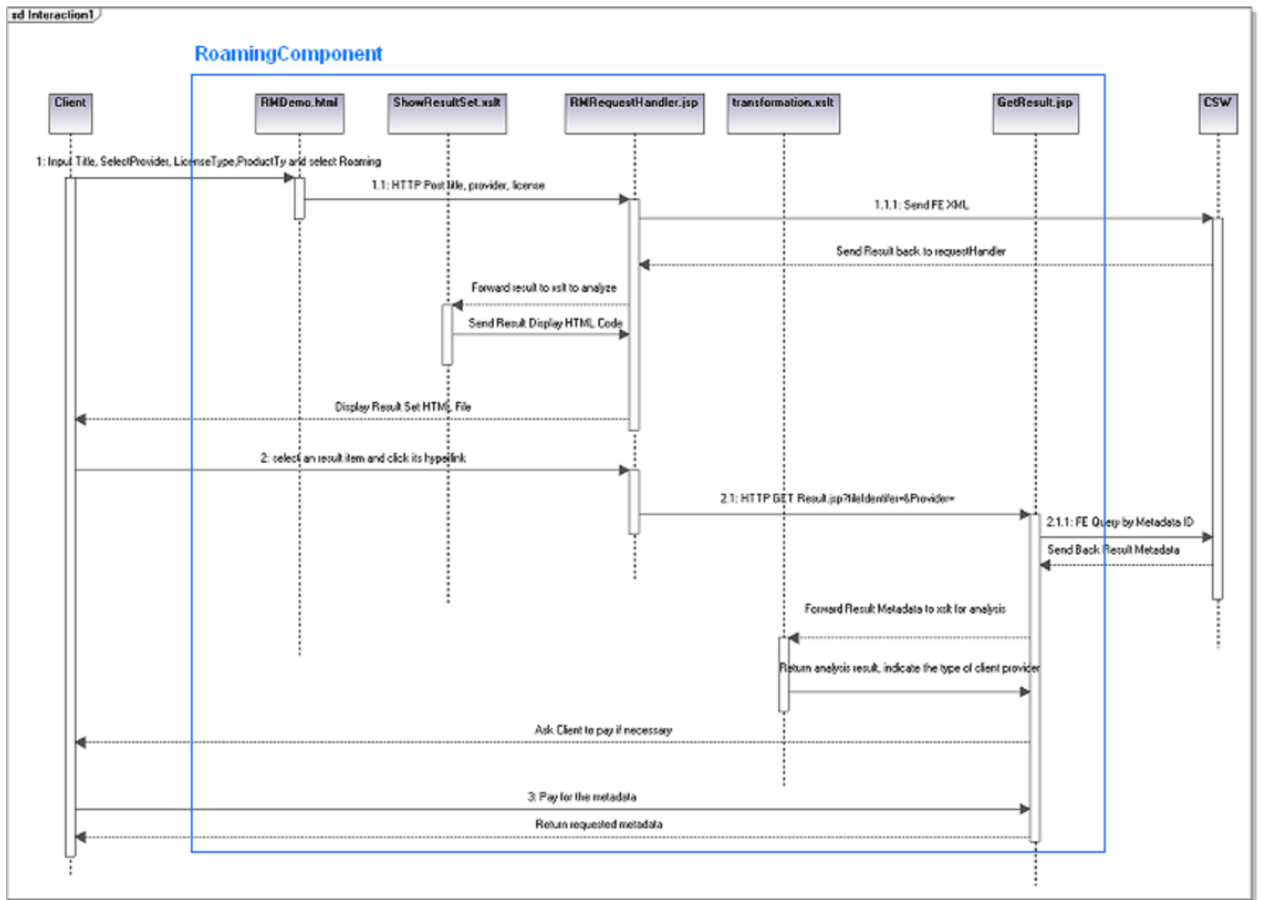 sd Interaction1
RoamingComponent
Client
RMDemo.html
ShowResultSet.xslt
RMRequestHandler.jsp
transformation.xslt
GetResult.jsp
CSW
1: Input Title, SelectProvider, LicenseType,ProductTy and select Roaming
1.1: HTTP Post title, provider, license
1.1.1: Send FE XML
Send Result back to requestHandler
Forward result to xslt to analyze
Send Result Display HTML Code
Display Result Set HTML File
2: select an result item and click its hyperlink
2.1: HTTP GET Result.jsp?fileIdentifer=&Provider=
2.1.1: FE Query by Metadata ID
Send Back Result Metadata
Forward Result Metadata to xslt for analysis
Return analysis result, indicate the type of client provider
Ask Client to pay if necessary
3: Pay for the metadata
Return requested metadata